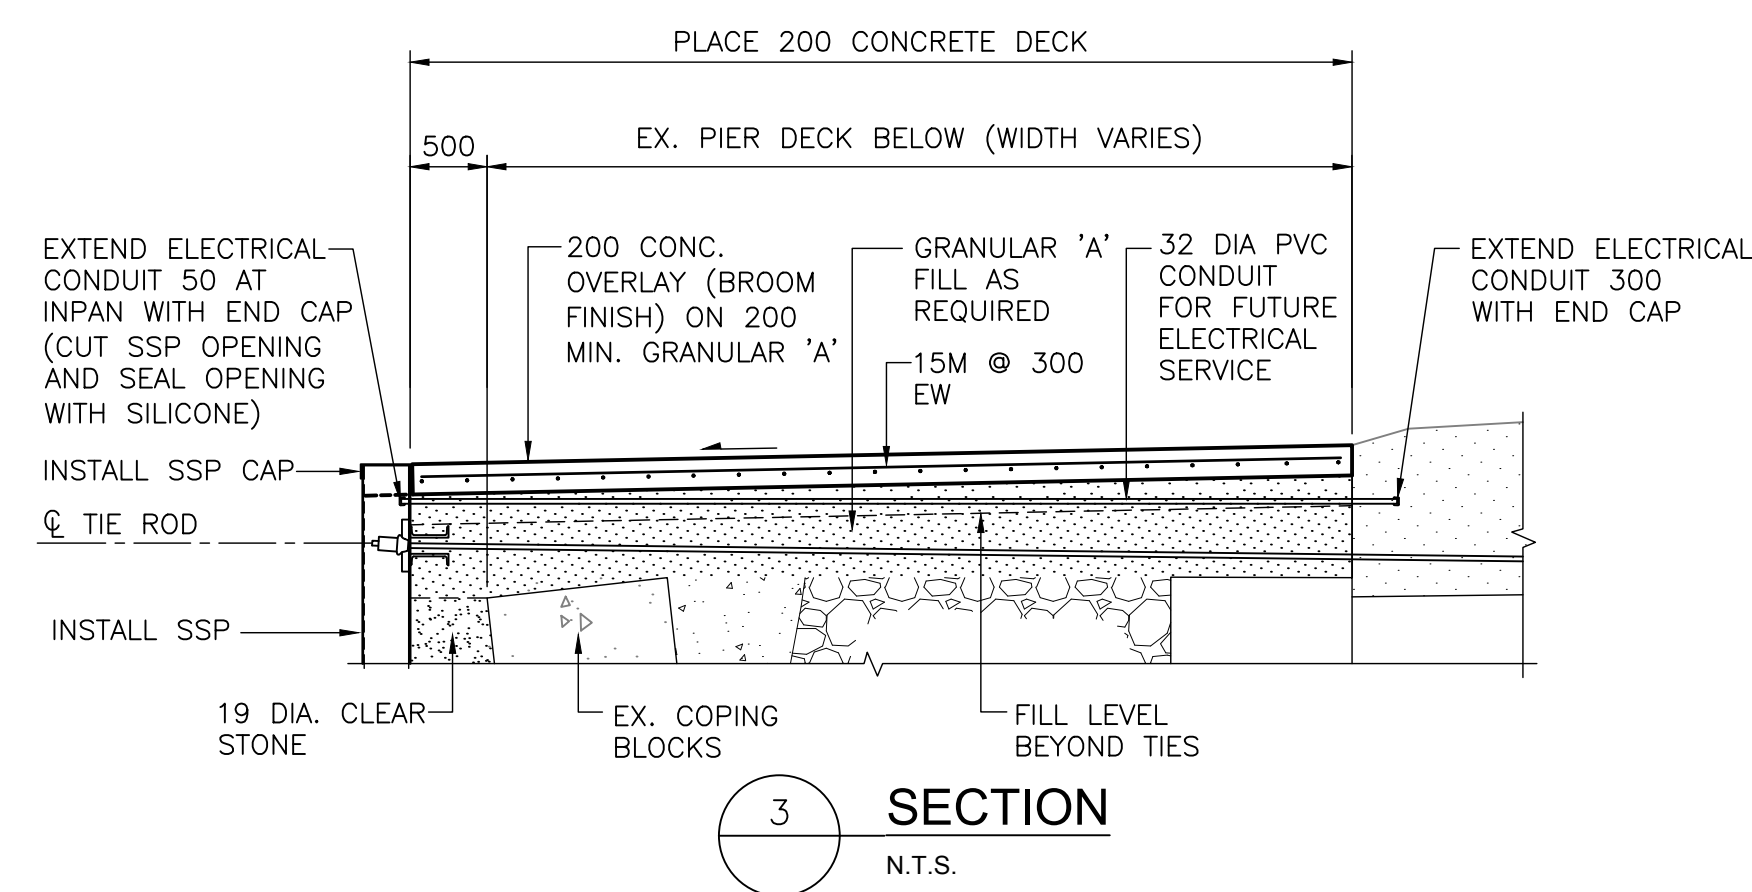 PLACE 200 CONCRETE DECK
500
EX. PIER DECK BELOW (WIDTH VARIES)
EXTEND ELECTRICAL
CONDUIT 50 AT
INPAN WITH END CAP
(CUT SSP OPENING
AND SEAL OPENING
WITH SILICONE)
200 CONC.
OVERLAY (BROOM
FINISH) ON 200
MIN. GRANULAR 'A'
GRANULAR 'A'
FILL AS
REQUIRED
15M @ 300
EW
32 DIA PVC
CONDUIT
FOR FUTURE
ELECTRICAL
SERVICE
EXTEND ELECTRICAL
CONDUIT 300
WITH END CAP
INSTALL SSP CAP
℄ TIE ROD
INSTALL SSP
19 DIA. CLEAR
STONE
EX. COPING
BLOCKS
FILL LEVEL
BEYOND TIES
3
SECTION
N.T.S.